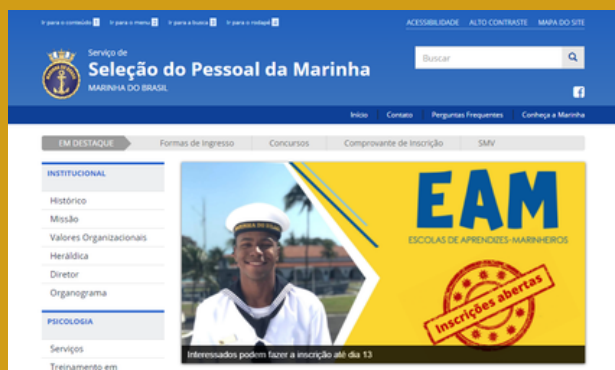 Ir para o conteúdo 1 Ir para o menu 2 Ir para a busca 3 Ir para o rodapé 4
ACESSIBILIDADE ALTO CONTRASTE MAPA DO SITE
Serviço de
Seleção do Pessoal da Marinha
MARINHA DO BRASIL
Buscar
Início Contato Perguntas Frequentes Conheça a Marinha
EM DESTAQUE Formas de Ingresso Concursos Comprovante de Inscrição SMV
INSTITUCIONAL
Histórico
Missão
Valores Organizacionais
Heráldica
Diretor
Organograma
PSICOLOGIA
Serviços
Treinamento em
EAM
ESCOLAS DE APRENDIZES-MARINHEIROS
Inscrições abertas
Interessados podem fazer a inscrição até dia 13